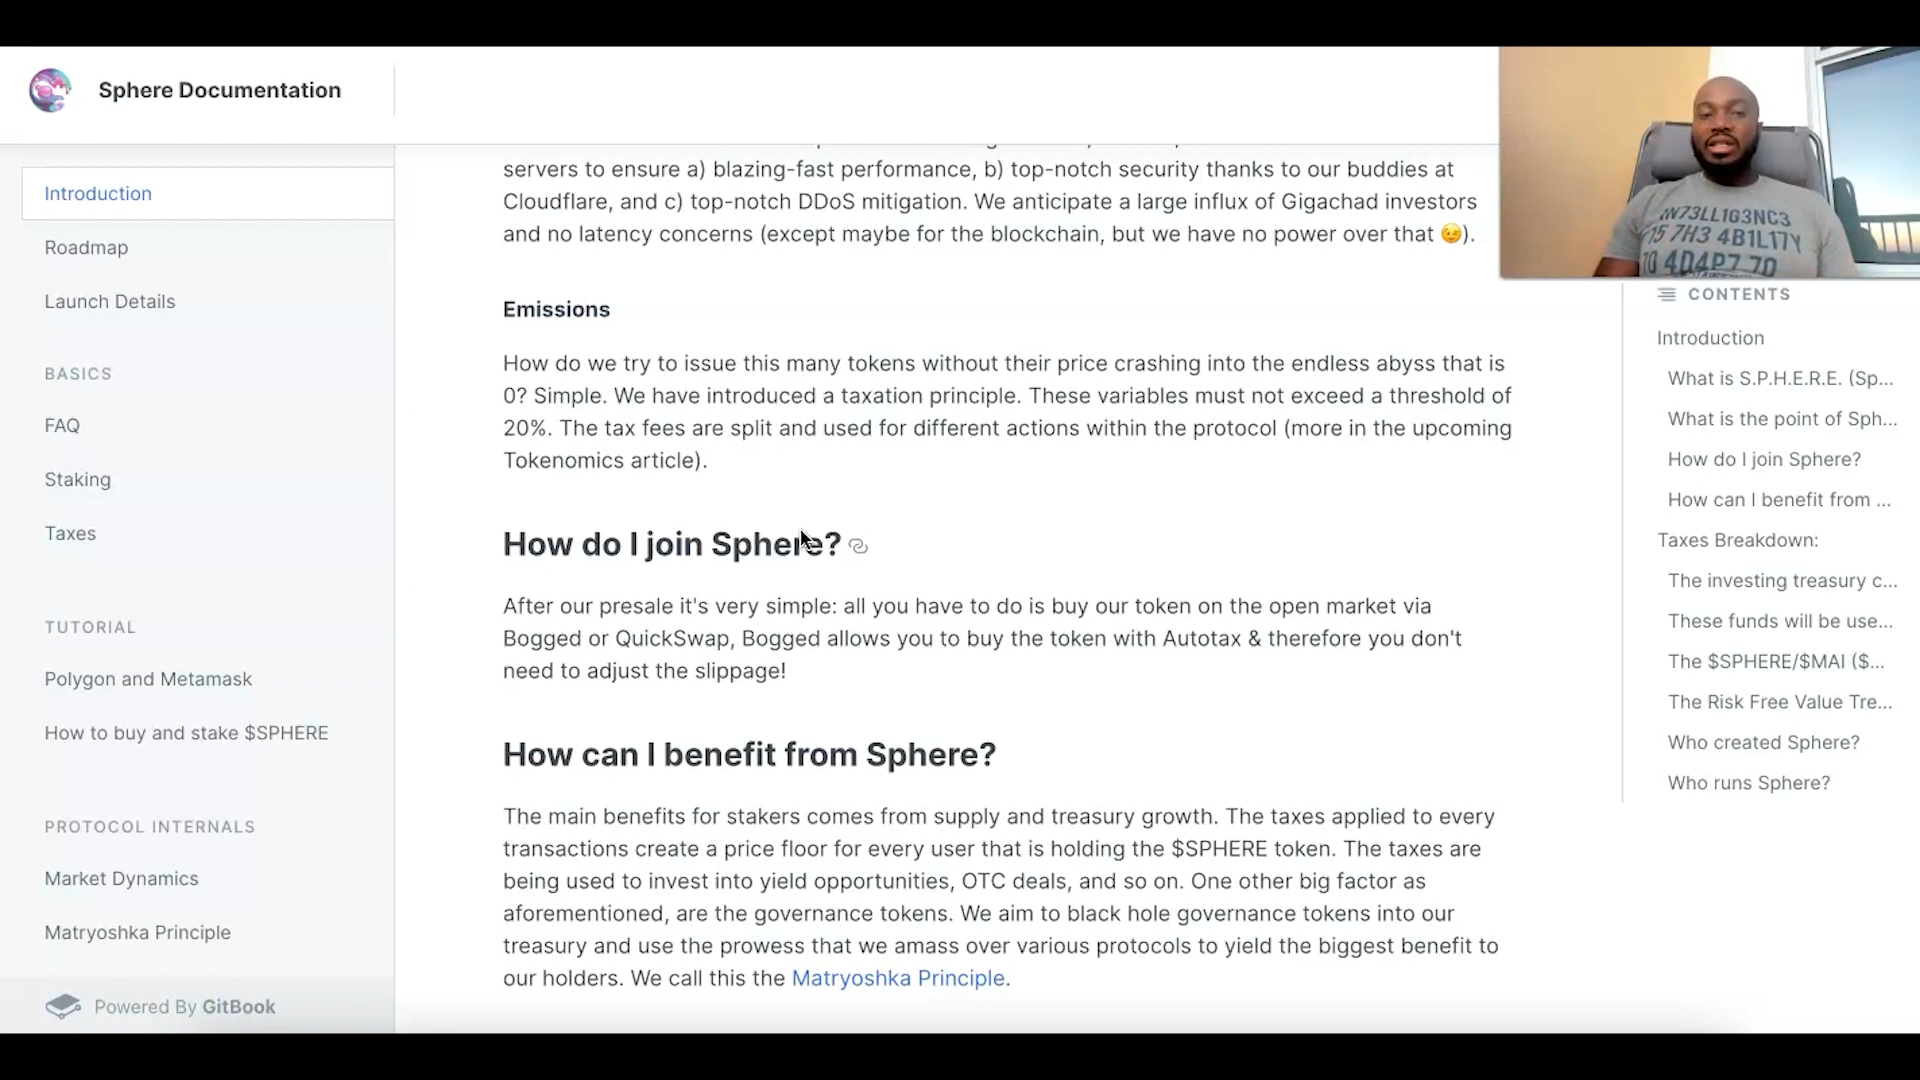 Sphere Documentation
Introduction
Roadmap
Launch Details
BASICS
FAQ
Staking
Taxes
TUTORIAL
Polygon and Metamask
How to buy and stake $SPHERE
PROTOCOL INTERNALS
Market Dynamics
Matryoshka Principle
Powered By GitBook
servers to ensure a) blazing-fast performance, b) top-notch security thanks to our buddies at
Cloudflare, and c) top-notch DDoS mitigation. We anticipate a large influx of Gigachad investors
and no latency concerns (except maybe for the blockchain, but we have no power over that 😉).
Emissions
How do we try to issue this many tokens without their price crashing into the endless abyss that is
0? Simple. We have introduced a taxation principle. These variables must not exceed a threshold of
20%. The tax fees are split and used for different actions within the protocol (more in the upcoming
Tokenomics article).
How do I join Sphere?
After our presale it's very simple: all you have to do is buy our token on the open market via
Bogged or QuickSwap, Bogged allows you to buy the token with Autotax & therefore you don't
need to adjust the slippage!
How can I benefit from Sphere?
The main benefits for stakers comes from supply and treasury growth. The taxes applied to every
transactions create a price floor for every user that is holding the $SPHERE token. The taxes are
being used to invest into yield opportunities, OTC deals, and so on. One other big factor as
aforementioned, are the governance tokens. We aim to black hole governance tokens into our
treasury and use the prowess that we amass over various protocols to yield the biggest benefit to
our holders. We call this the Matryoshka Principle.
1N73LL1G3NC3
15 7H3 4B1L17Y
70 4D4P7 70
CONTENTS
Introduction
What is S.P.H.E.R.E. (Sp...
What is the point of Sph...
How do I join Sphere?
How can I benefit from ...
Taxes Breakdown:
The investing treasury c...
These funds will be use...
The $SPHERE/$MAI ($...
The Risk Free Value Tre...
Who created Sphere?
Who runs Sphere?